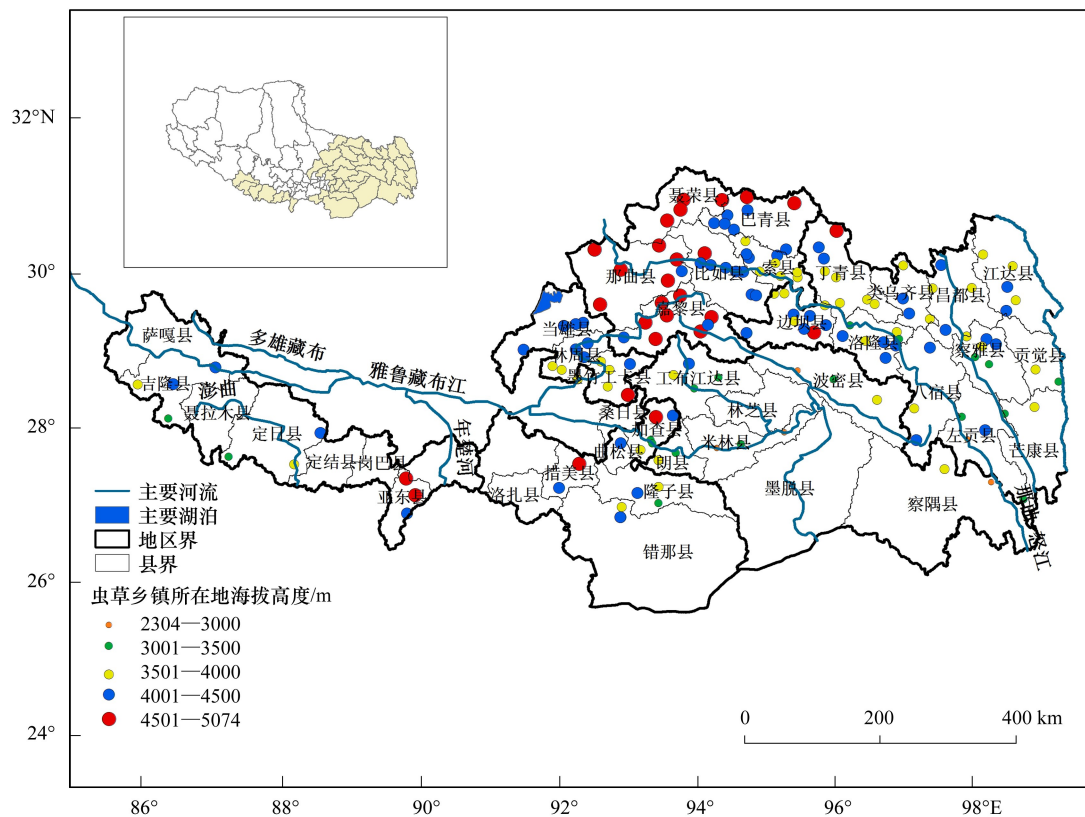 32°N
30°
28°
26°
24°
86°
88°
90°
92°
94°
96°
98°E
聂荣县
巴青县
那曲县
比如县
索县
丁青县
类乌齐县
昌都县
江达县
嘉黎县
边坝县
洛隆县
察雅县
贡觉县
当雄县
林周县
墨竹工卡县
工布江达县
波密县
八宿县
萨嘎县
多雄藏布
雅鲁藏布江
吉隆县
澎曲
聂拉木县
定日县
定结县
岗巴县
亚东县
年楚河
桑日县
林芝县
加查县
米林县
曲松县
朗县
左贡县
芒康县
措美县
洛扎县
隆子县
墨脱县
察隅县
错那县
怒江
主要河流
主要湖泊
地区界
县界
虫草乡镇所在地海拔高度/m
2304—3000
3001—3500
3501—4000
4001—4500
4501—5074
0 200 400 km